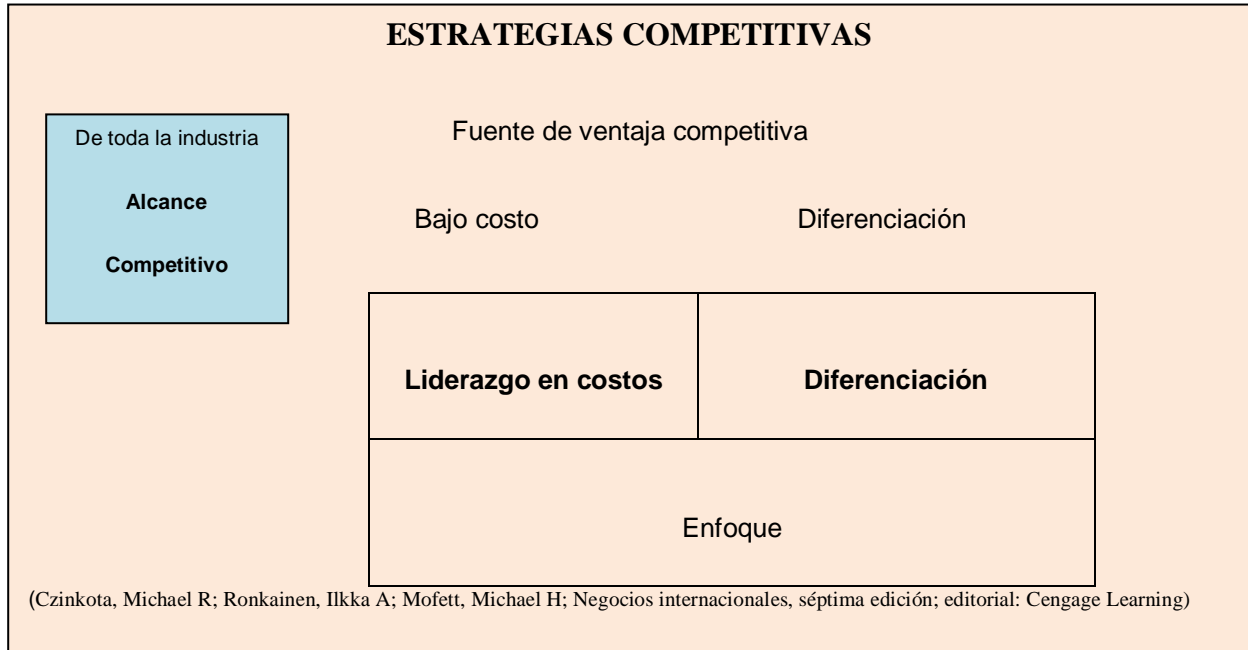 ESTRATEGIAS COMPETITIVAS
De toda la industria
Alcance
Competitivo
Fuente de ventaja competitiva
Bajo costo
Diferenciación
Liderazgo en costos
Diferenciación
Enfoque
(Czinkota, Michael R; Ronkainen, Ilkka A; Mofett, Michael H; Negocios internacionales, séptima edición; editorial: Cengage Learning)